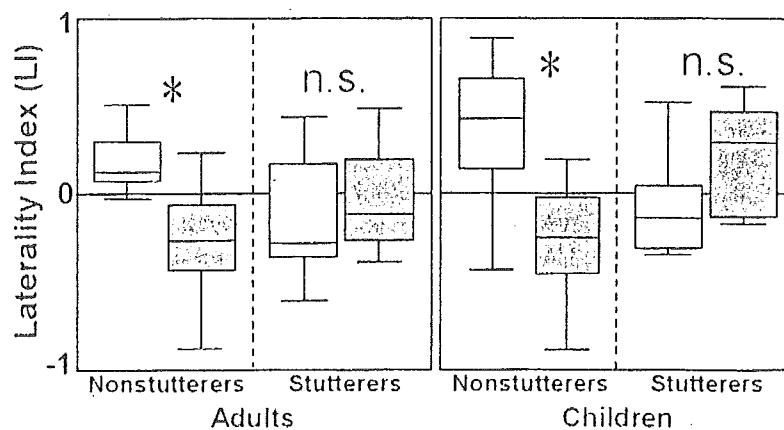 Laterality Index (LI)
1
0
-1
*
n.s.
*
n.s.
Nonstutterers Stutterers Nonstutterers Stutterers
Adults Children